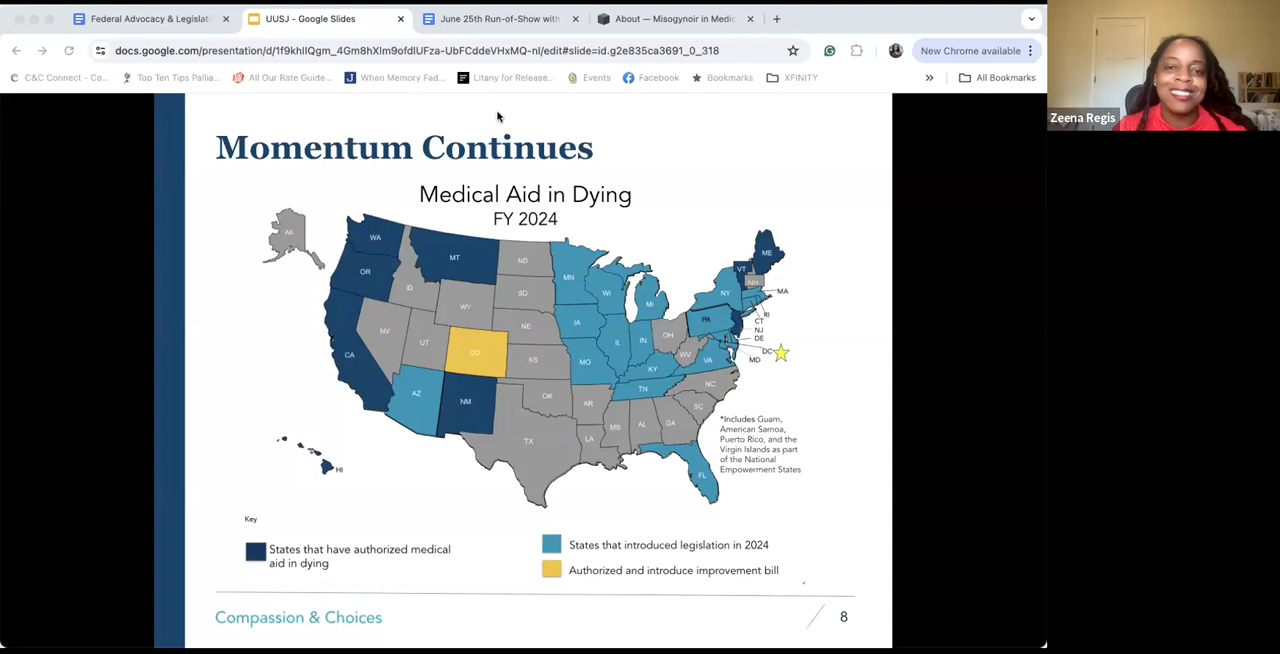 Federal Advocacy & Legislati
UUSJ - Google Slides
June 25th Run-of-Show with
About — Misogynoir in Medic
docs.google.com/presentation/d/1f9khlIQgm_4Gm8hXlm9ofdIUFza-UbFCddeVHxMQ-nI/edit#slide=id.g2e835ca3691_0_318
New Chrome available
C&C Connect - Co...
Top Ten Tips Pallia...
All Our Rate Guide...
When Memory Fad...
Litany for Release...
Events
Facebook
Bookmarks
XFINITY
All Bookmarks
Zeena Regis
Momentum Continues
Medical Aid in Dying
FY 2024
AK
WA
OR
CA
MT
ID
NV
WY
UT
CO
AZ
NM
ND
SD
NE
KS
OK
TX
MN
IA
MO
AR
LA
WI
IL
MI
IN
KY
TN
MS
AL
GA
FL
OH
WV
VA
NC
SC
PA
NY
VT
NH
ME
MA
RI
CT
NJ
DE
DC
MD
HI
*Includes Guam,
American Samoa,
Puerto Rico, and the
Virgin Islands as part
of the National
Empowerment States
Key
States that have authorized medical
aid in dying
States that introduced legislation in 2024
Authorized and introduce improvement bill
Compassion & Choices
8